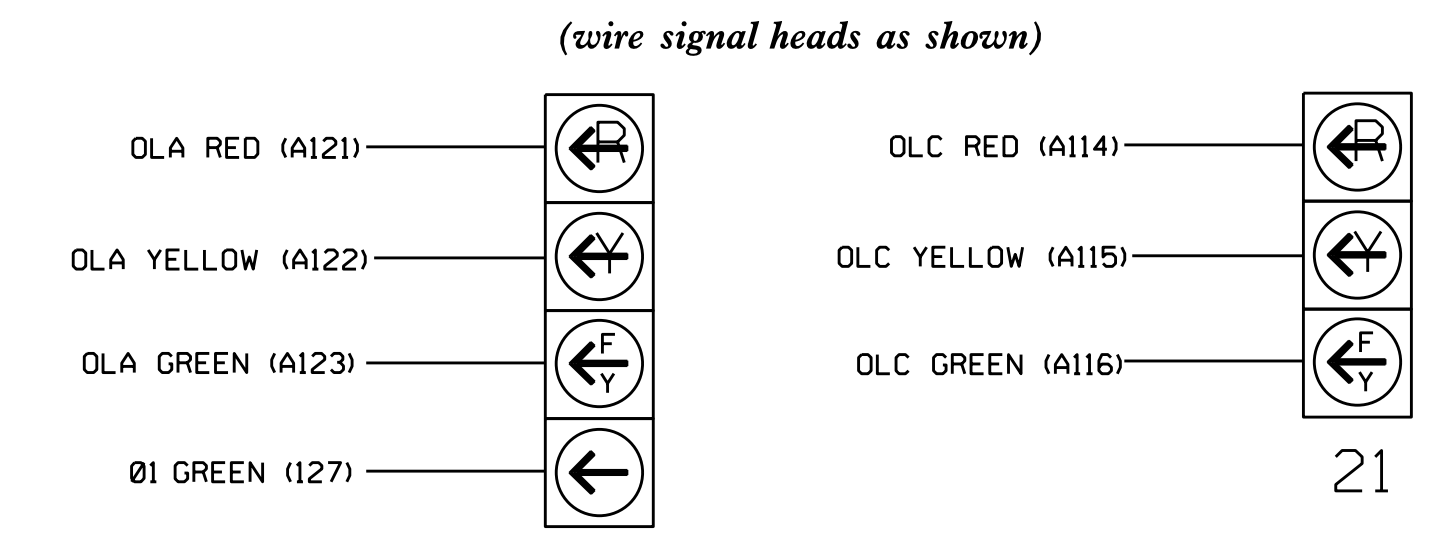 (wire signal heads as shown)
OLA RED (A121)
R
OLA YELLOW (A122)
Y
OLA GREEN (A123)
F
Y
Ø1 GREEN (127)
OLC RED (A114)
R
OLC YELLOW (A115)
Y
OLC GREEN (A116)
F
Y
21